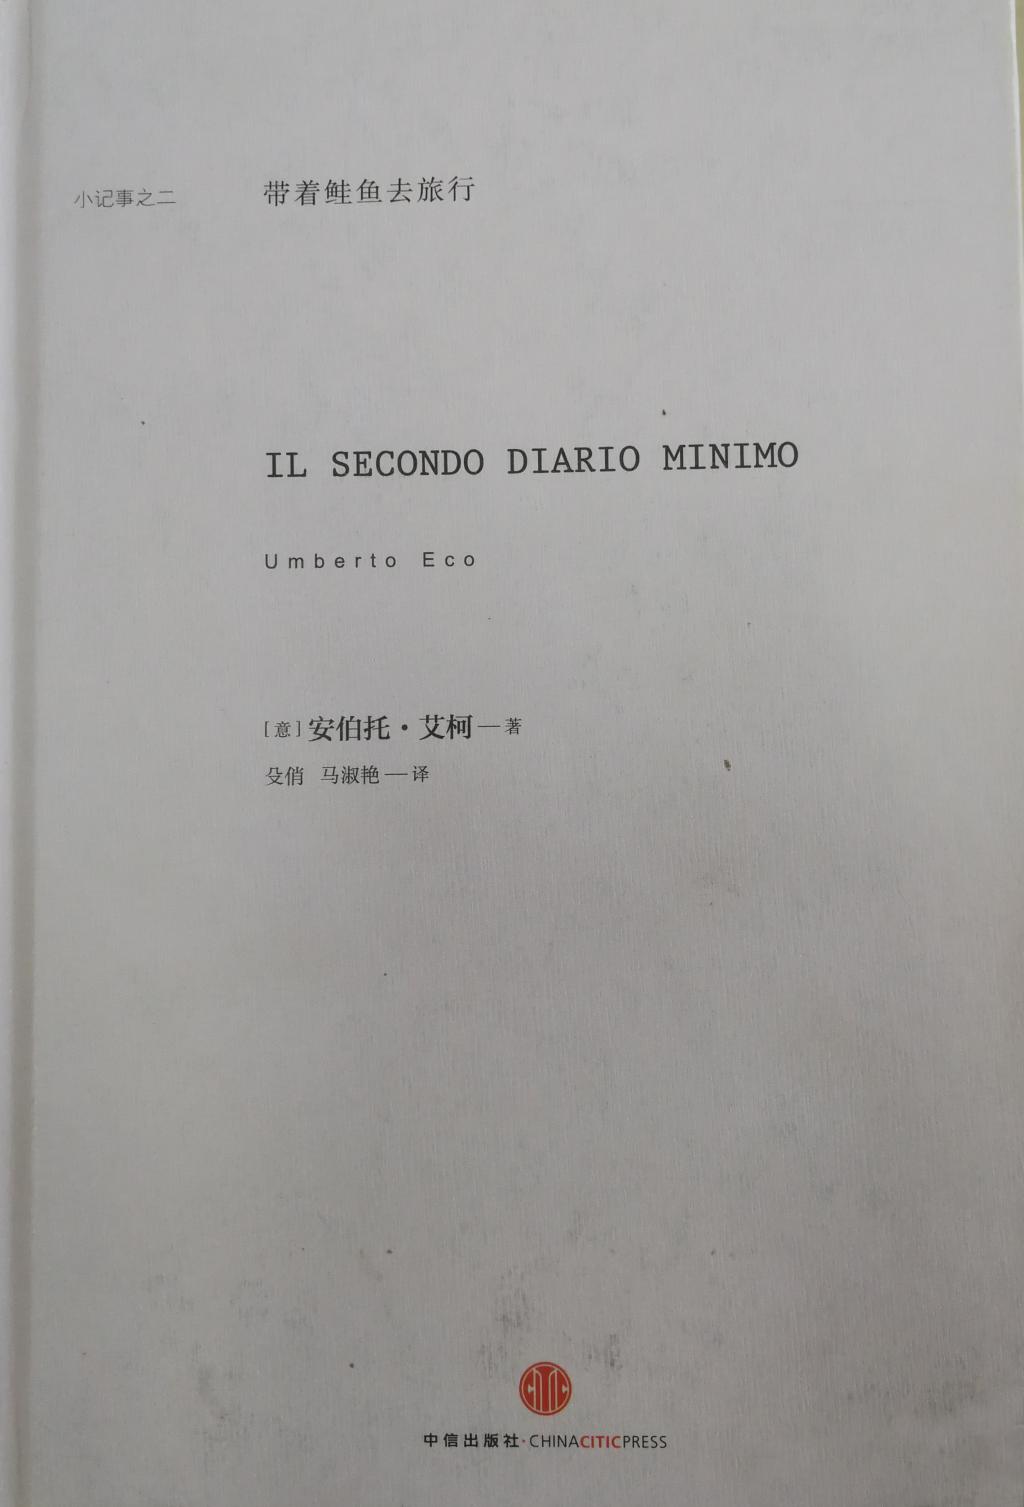 小记事之二 带着鲑鱼去旅行
IL SECONDO DIARIO MINIMO
Umberto Eco
[意]安伯托·艾柯—著
殳俏 马淑艳—译
中信出版社·CHINACITICPRESS